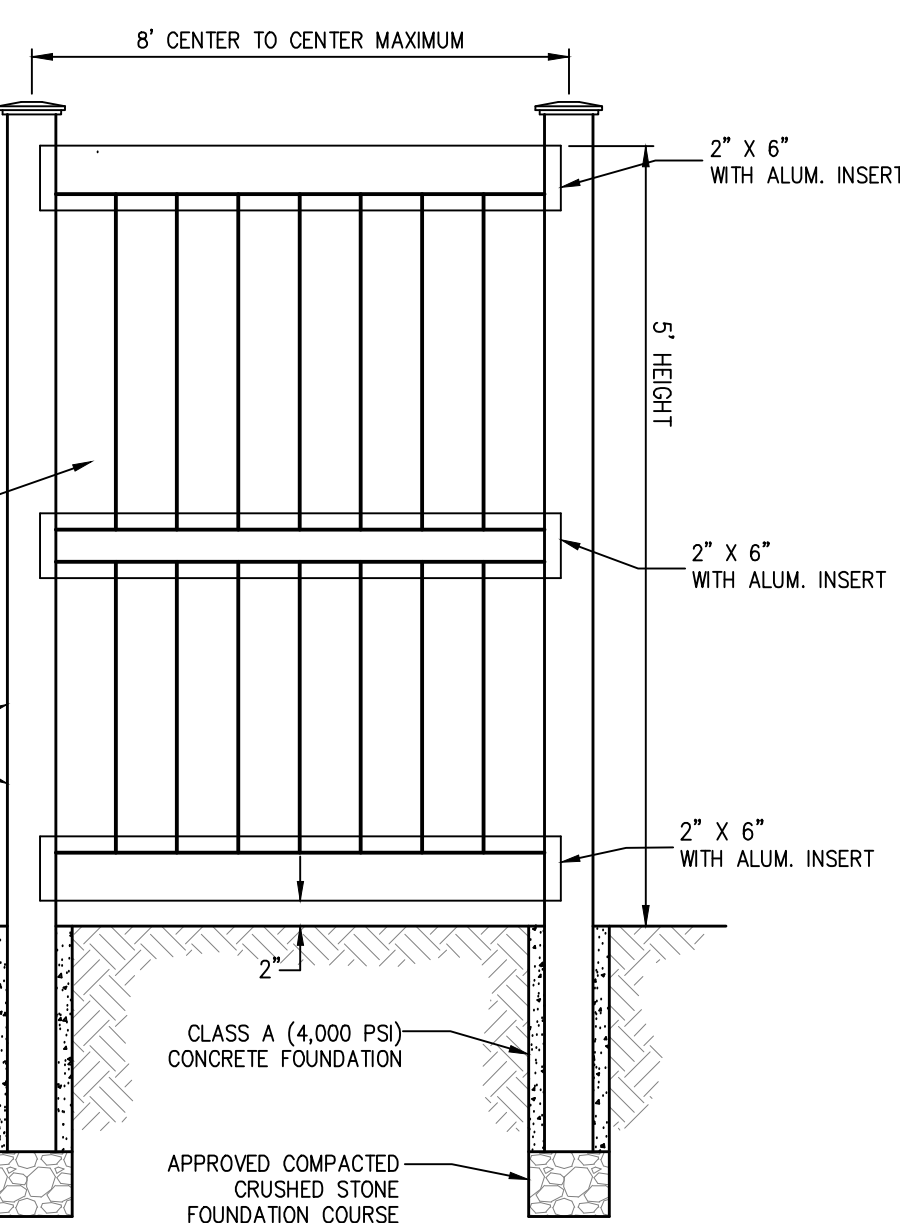 8' CENTER TO CENTER MAXIMUM
2" X 6"
WITH ALUM. INSERT
5' HEIGHT
2" X 6"
WITH ALUM. INSERT
2" X 6"
WITH ALUM. INSERT
2"
CLASS A (4,000 PSI)
CONCRETE FOUNDATION
APPROVED COMPACTED
CRUSHED STONE
FOUNDATION COURSE